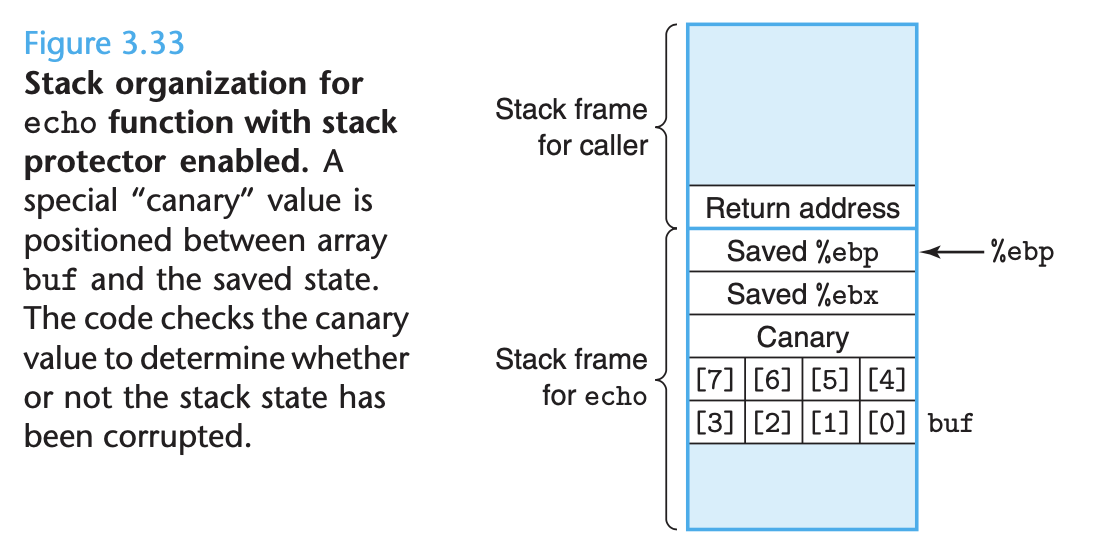 Figure 3.33
Stack organization for
echo function with stack
protector enabled. A
special “canary” value is
positioned between array
buf and the saved state.
The code checks the canary
value to determine whether
or not the stack state has
been corrupted.
Stack frame
for caller
Return address
Saved %ebp
%ebp
Saved %ebx
Canary
Stack frame
for echo
[7] [6] [5] [4]
[3] [2] [1] [0] buf